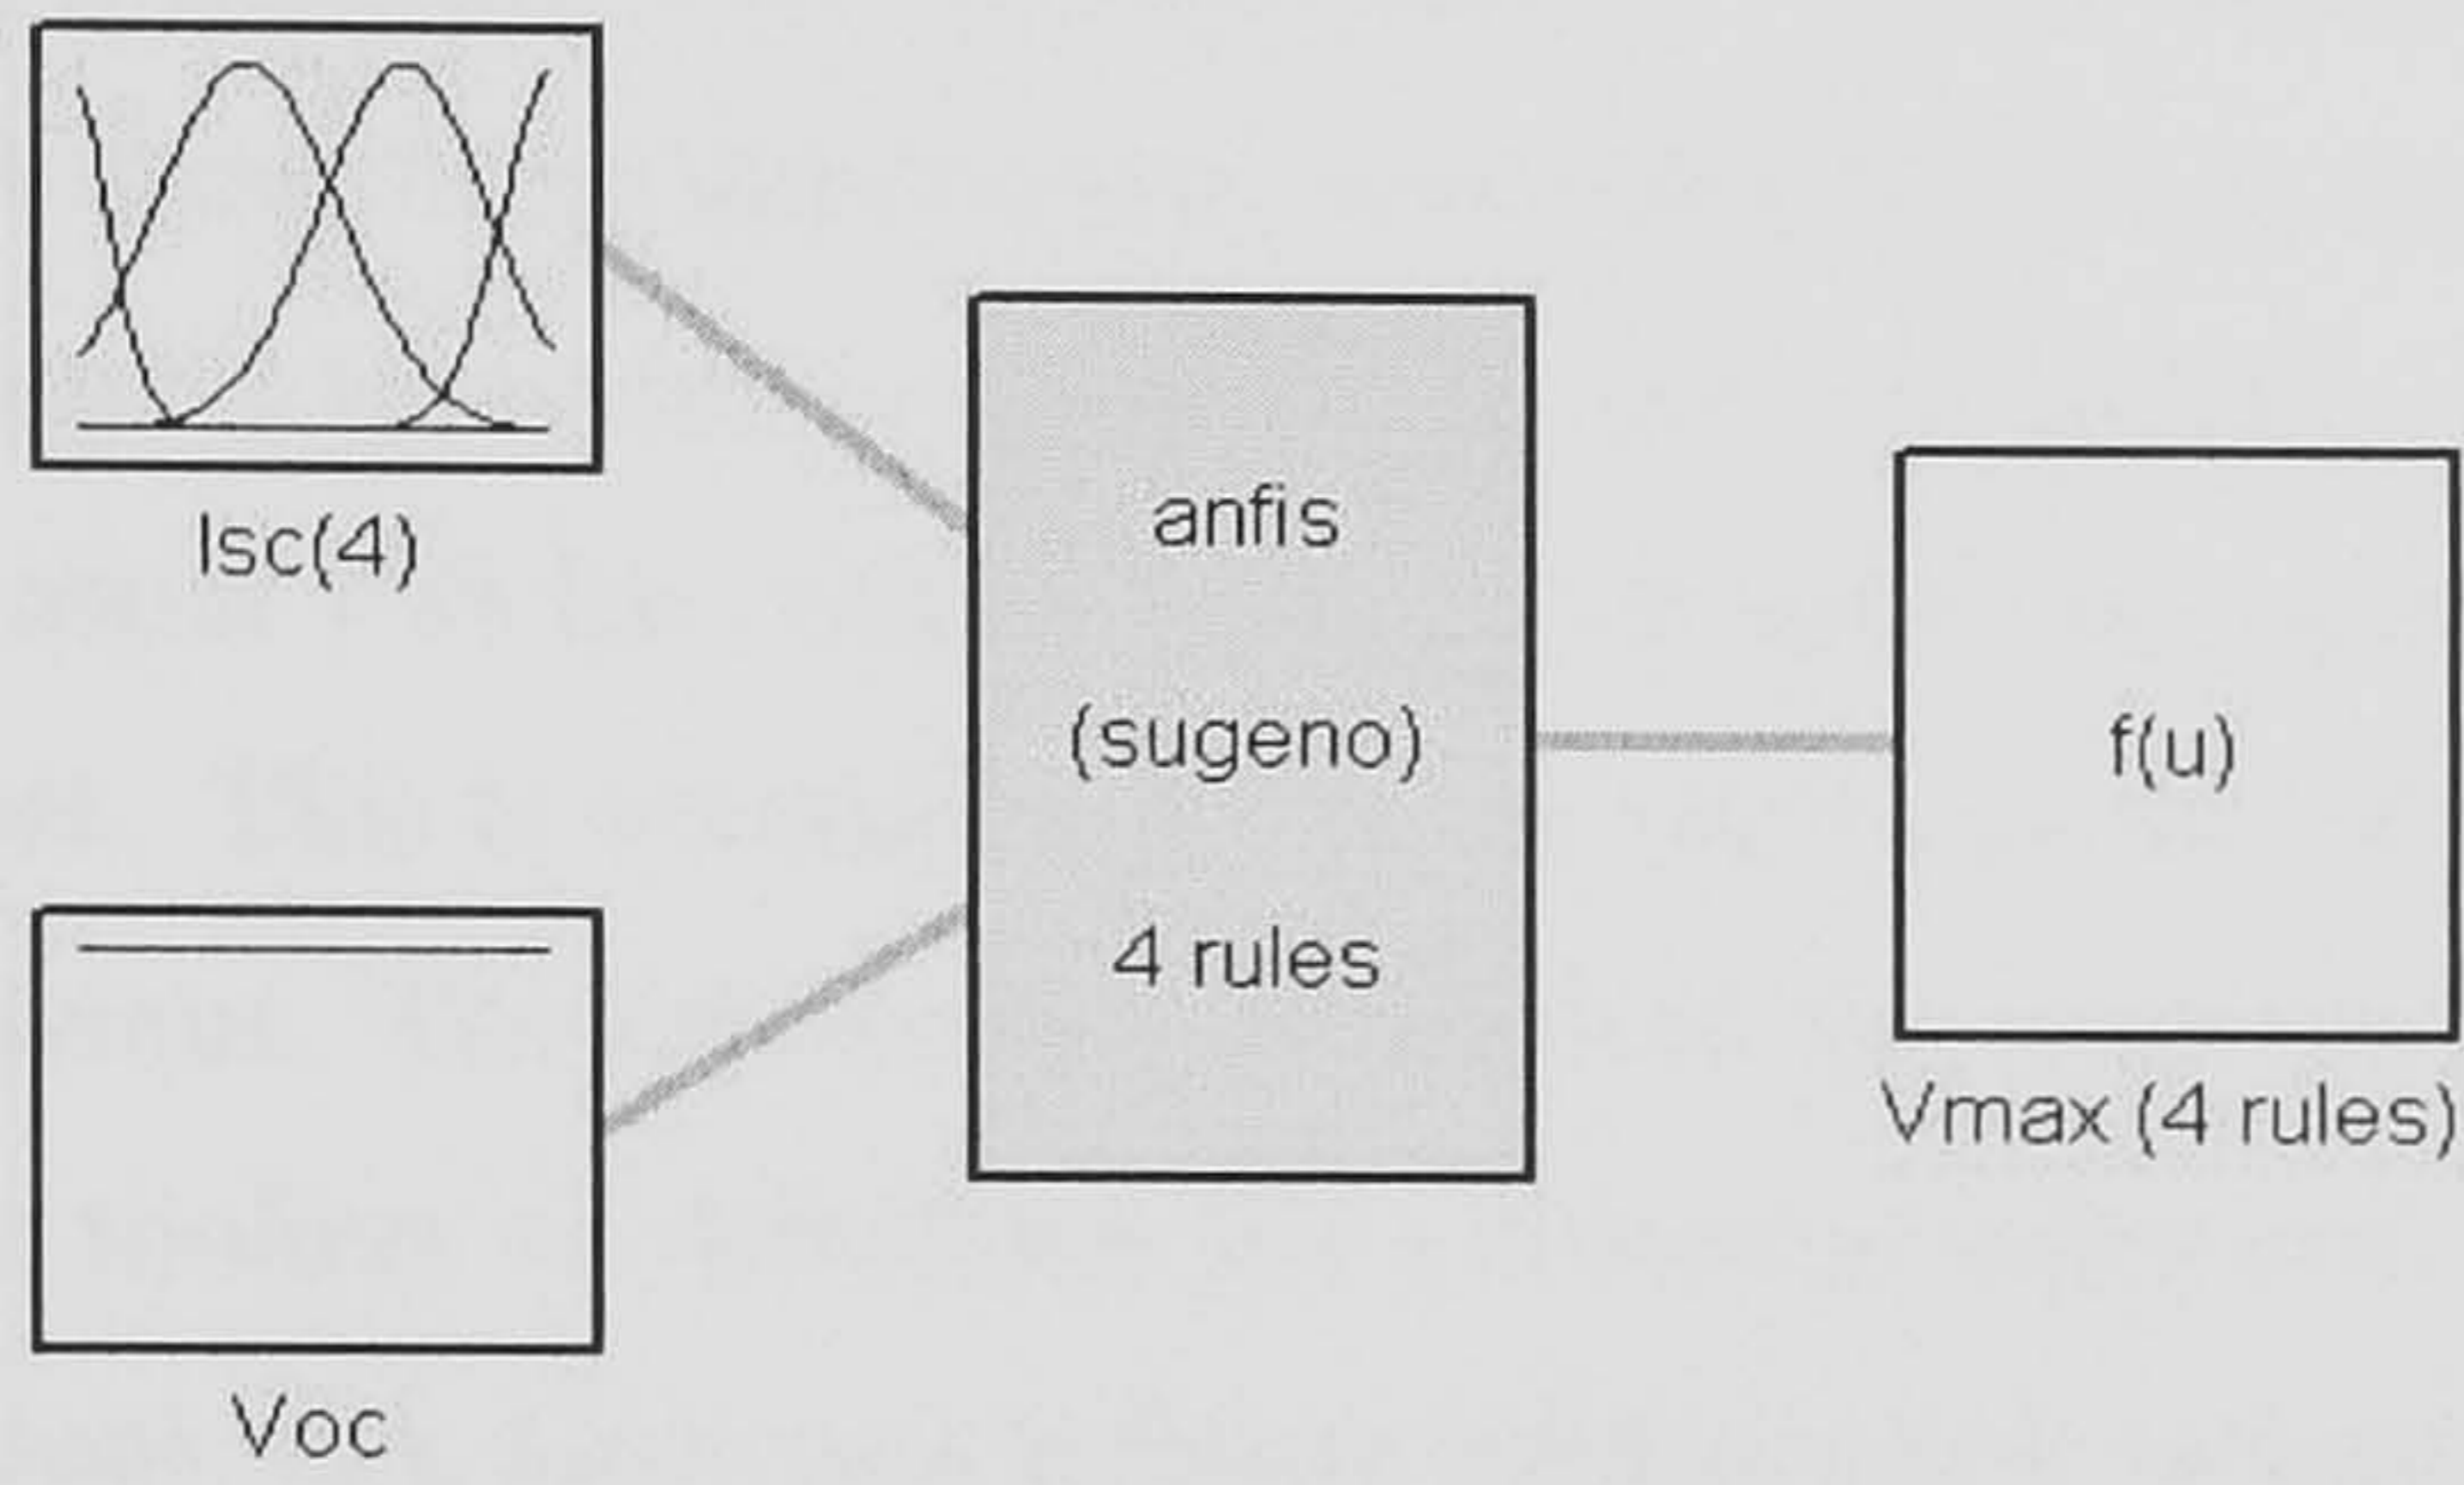 Isc(4)
Voc
anfis
(sugeno)
4 rules
f(u)
Vmax (4 rules)